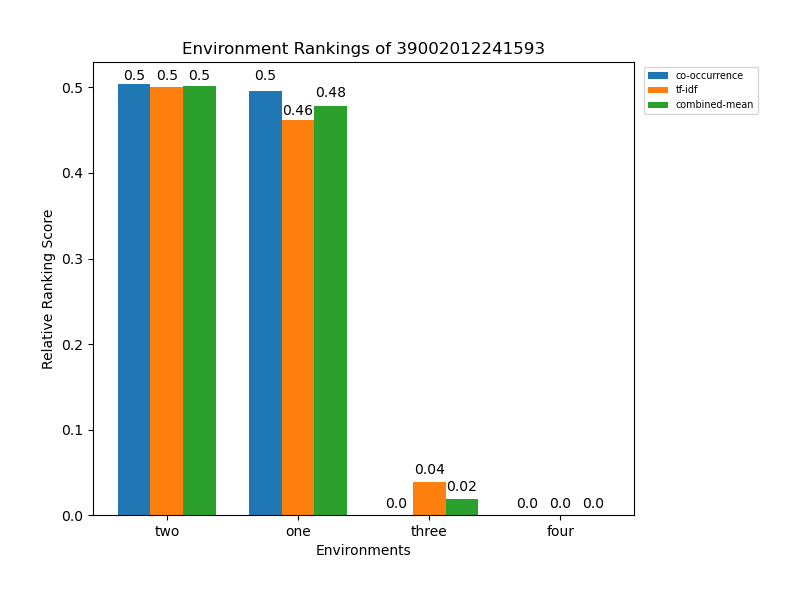 Environment Rankings of 39002012241593
co-occurrence
tf-idf
combined-mean
0.5 0.5 0.5 0.5 0.46 0.48 0.0 0.04 0.02 0.0 0.0 0.0
Relative Ranking Score
0.5
0.4
0.3
0.2
0.1
0.0
two one three four
Environments